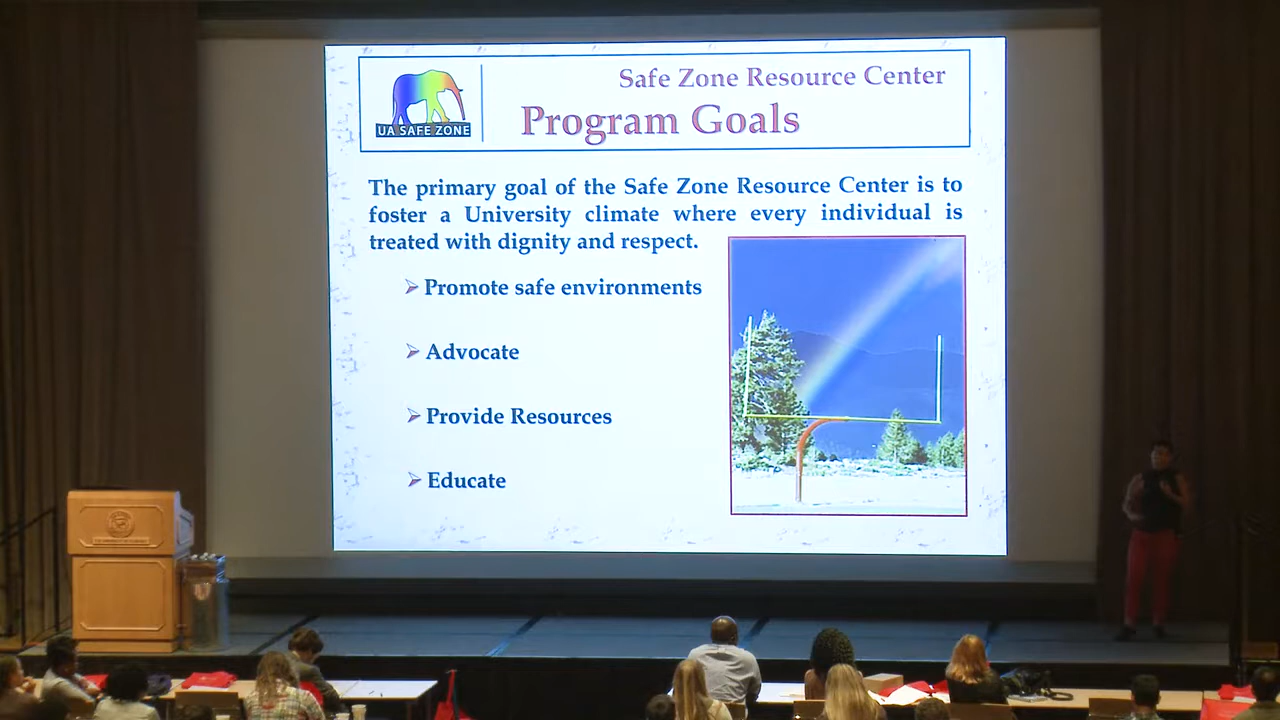 Safe Zone Resource Center
UA SAFE ZONE
Program Goals
The primary goal of the Safe Zone Resource Center is to
foster a University climate where every individual is
treated with dignity and respect.
Promote safe environments
Advocate
Provide Resources
Educate